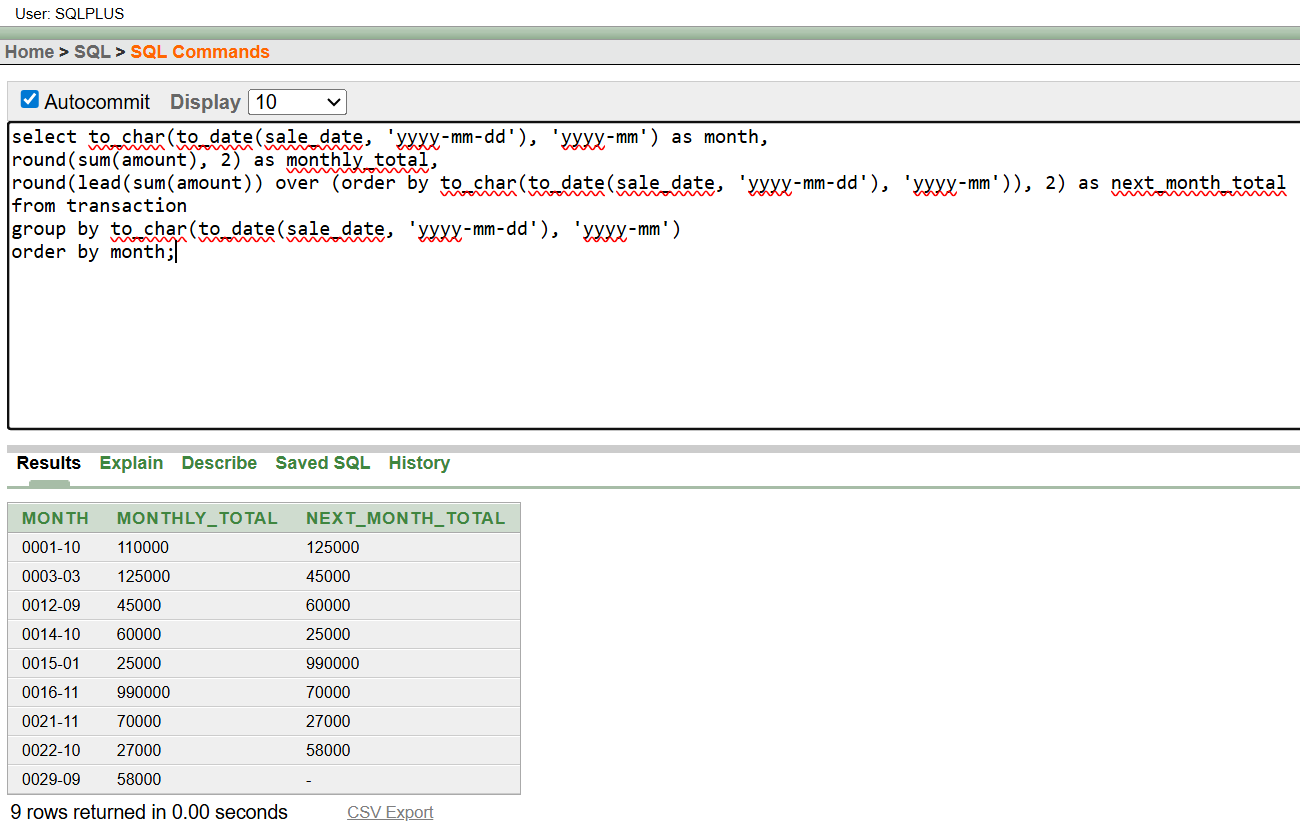 User: SQLPLUS
Home > SQL > SQL Commands
Autocommit Display 10
select to_char(to_date(sale_date, 'yyyy-mm-dd'), 'yyyy-mm') as month,
round(sum(amount), 2) as monthly_total,
round(lead(sum(amount)) over (order by to_char(to_date(sale_date, 'yyyy-mm-dd'), 'yyyy-mm')), 2) as next_month_total
from transaction
group by to_char(to_date(sale_date, 'yyyy-mm-dd'), 'yyyy-mm')
order by month;
Results Explain Describe Saved SQL History
MONTH MONTHLY_TOTAL NEXT_MONTH_TOTAL
0001-10 110000 125000
0003-03 125000 45000
0012-09 45000 60000
0014-10 60000 25000
0015-01 25000 990000
0016-11 990000 70000
0021-11 70000 27000
0022-10 27000 58000
0029-09 58000 -
9 rows returned in 0.00 seconds CSV Export